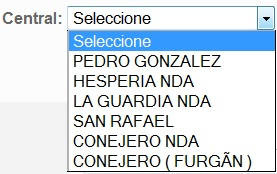 Central: Seleccione
Seleccione
PEDRO GONZALEZ
HESPERIA NDA
LA GUARDIA NDA
SAN RAFAEL
CONEJERO NDA
CONEJERO ( FURGÃN )